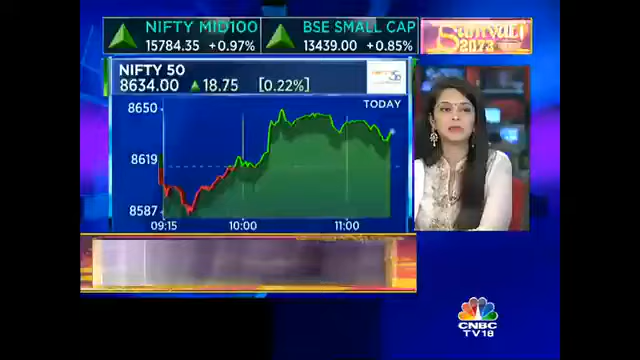 NIFTY MID100
15784.35 +0.97%
BSE SMALL CAP
13439.00 +0.85%
2073
NIFTY 50
8634.00 18.75 [0.22%]
TODAY
8650
8619
8587
09:15 10:00 11:00
CNBC
TV18